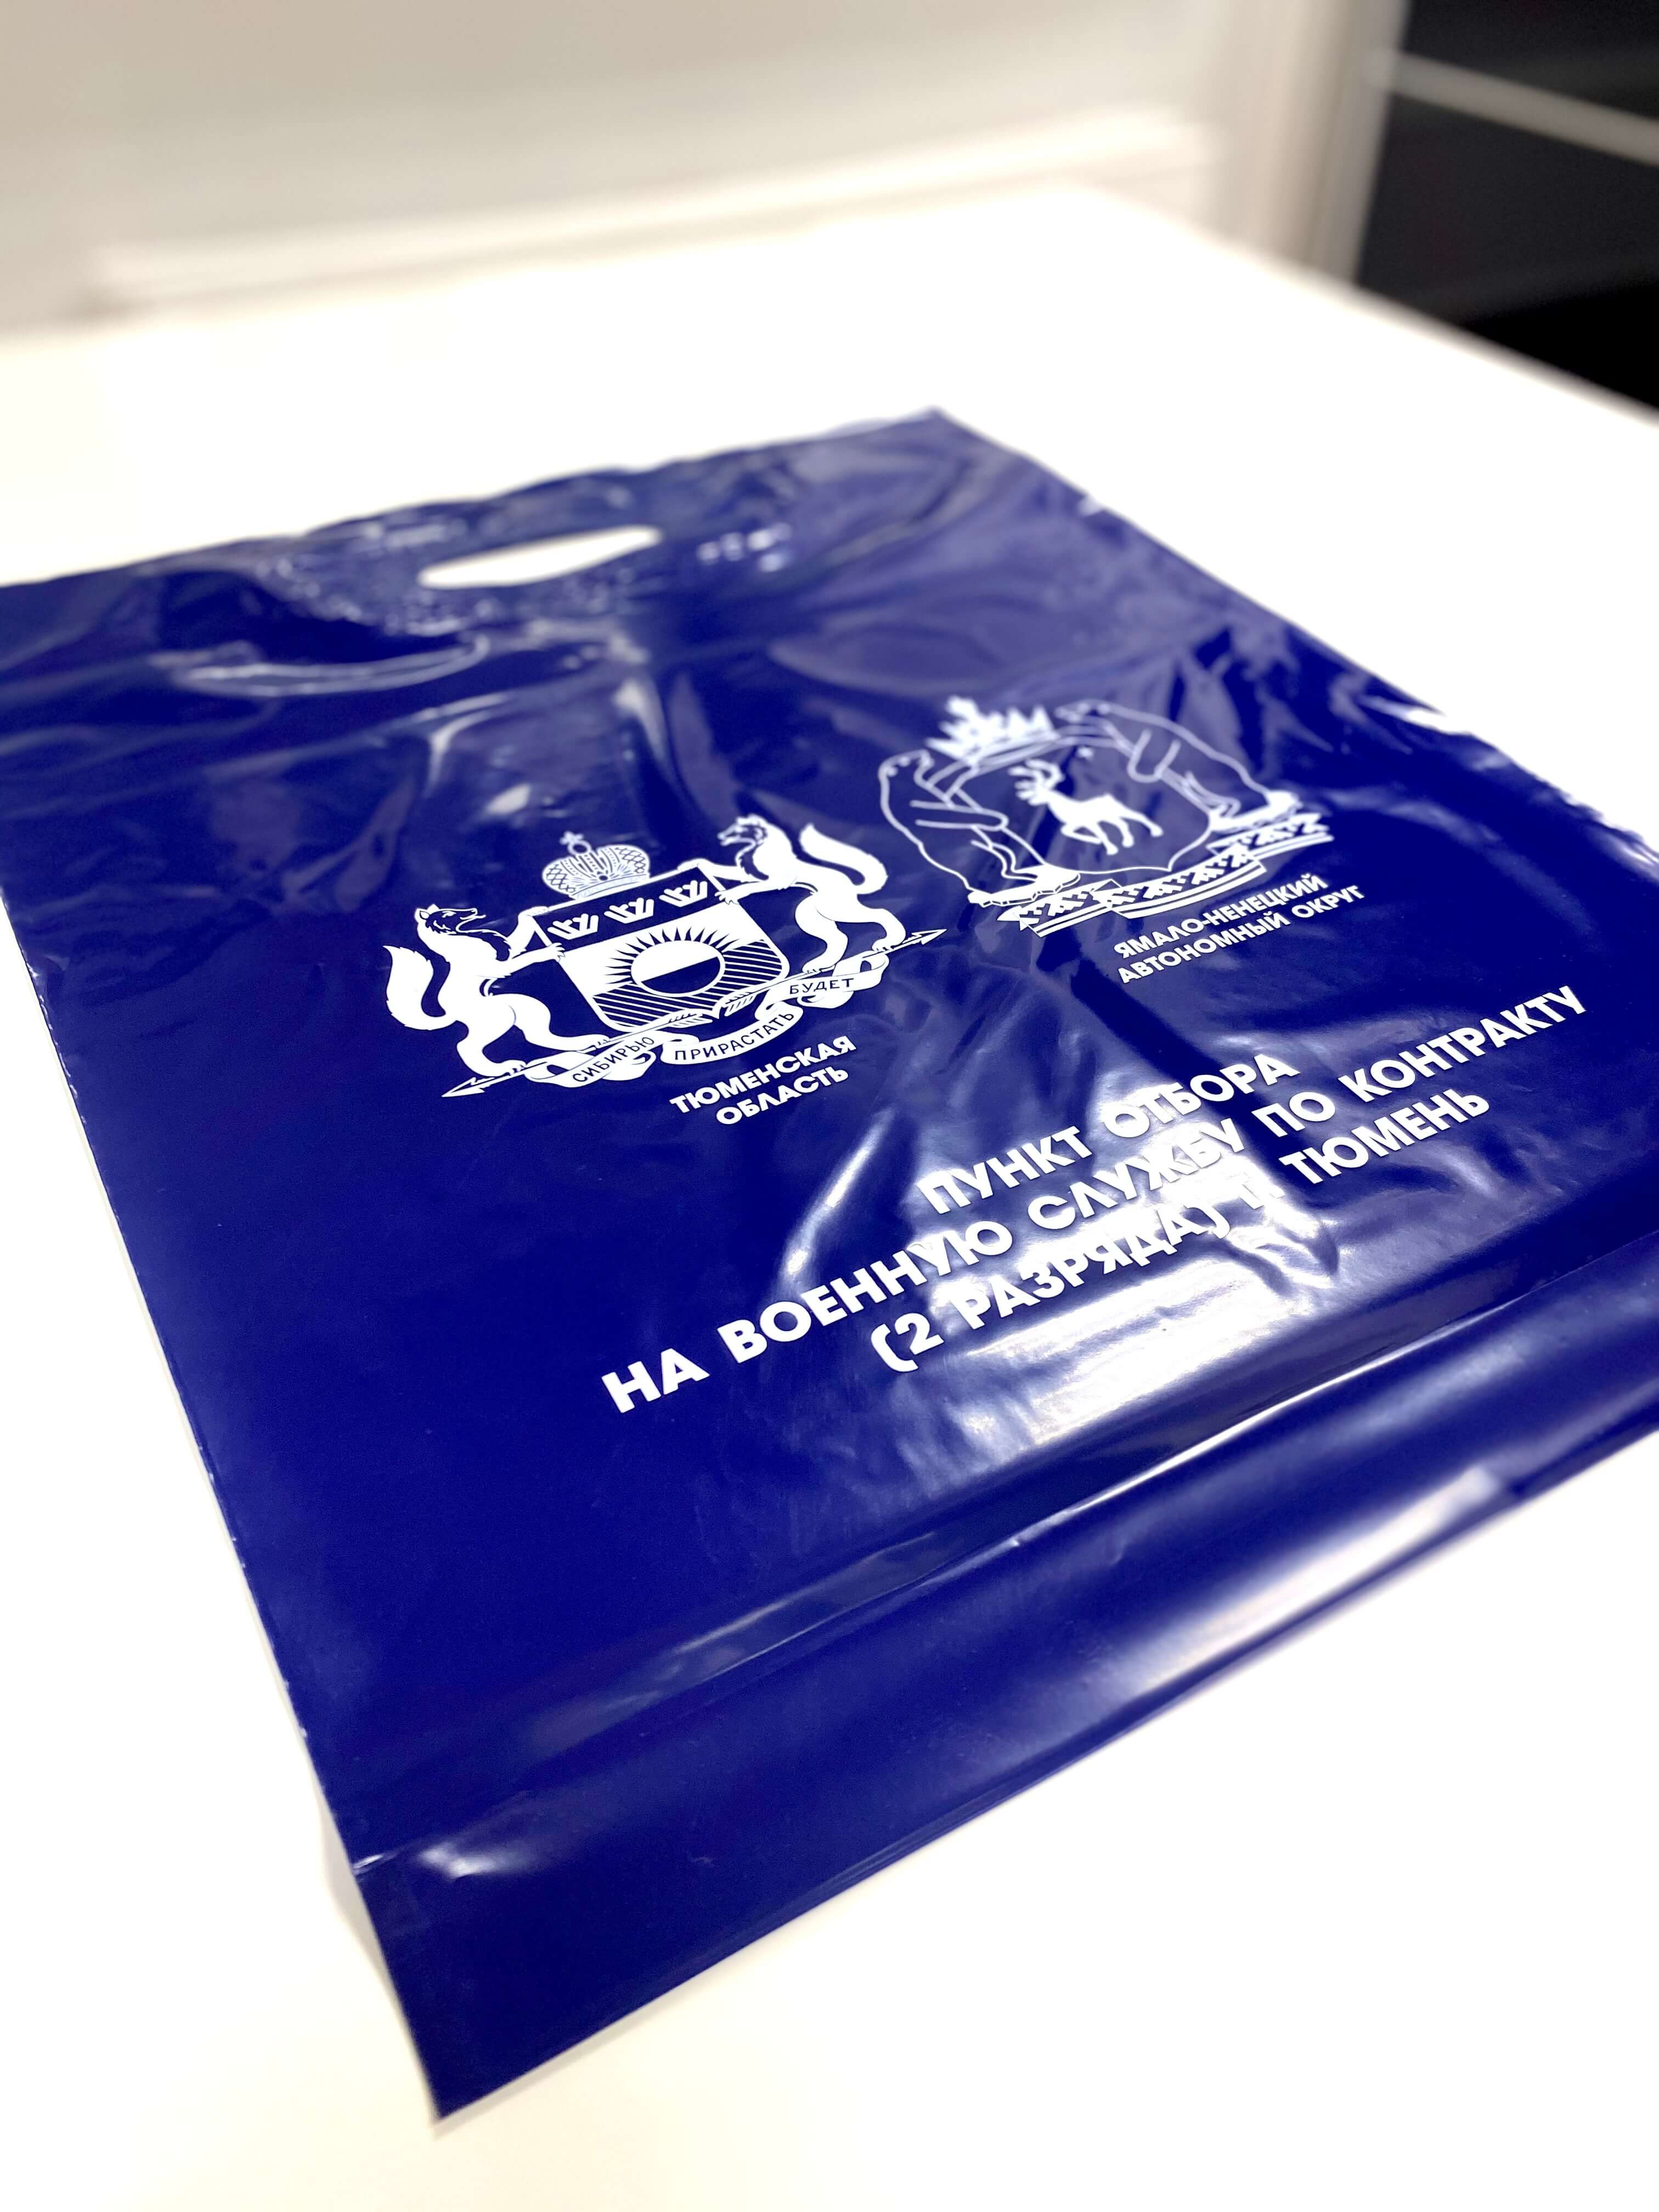 СИБИРЬЮ ПРИРАСТАТЬ БУДЕТ
ТЮМЕНСКАЯ
ОБЛАСТЬ
ЯМАЛО-НЕНЕЦКИЙ
АВТОНОМНЫЙ ОКРУГ
ПУНКТ ОТБОРА
НА ВОЕННУЮ СЛУЖБУ ПО КОНТРАКТУ
(2 РАЗРЯДА) Г. ТЮМЕНЬ